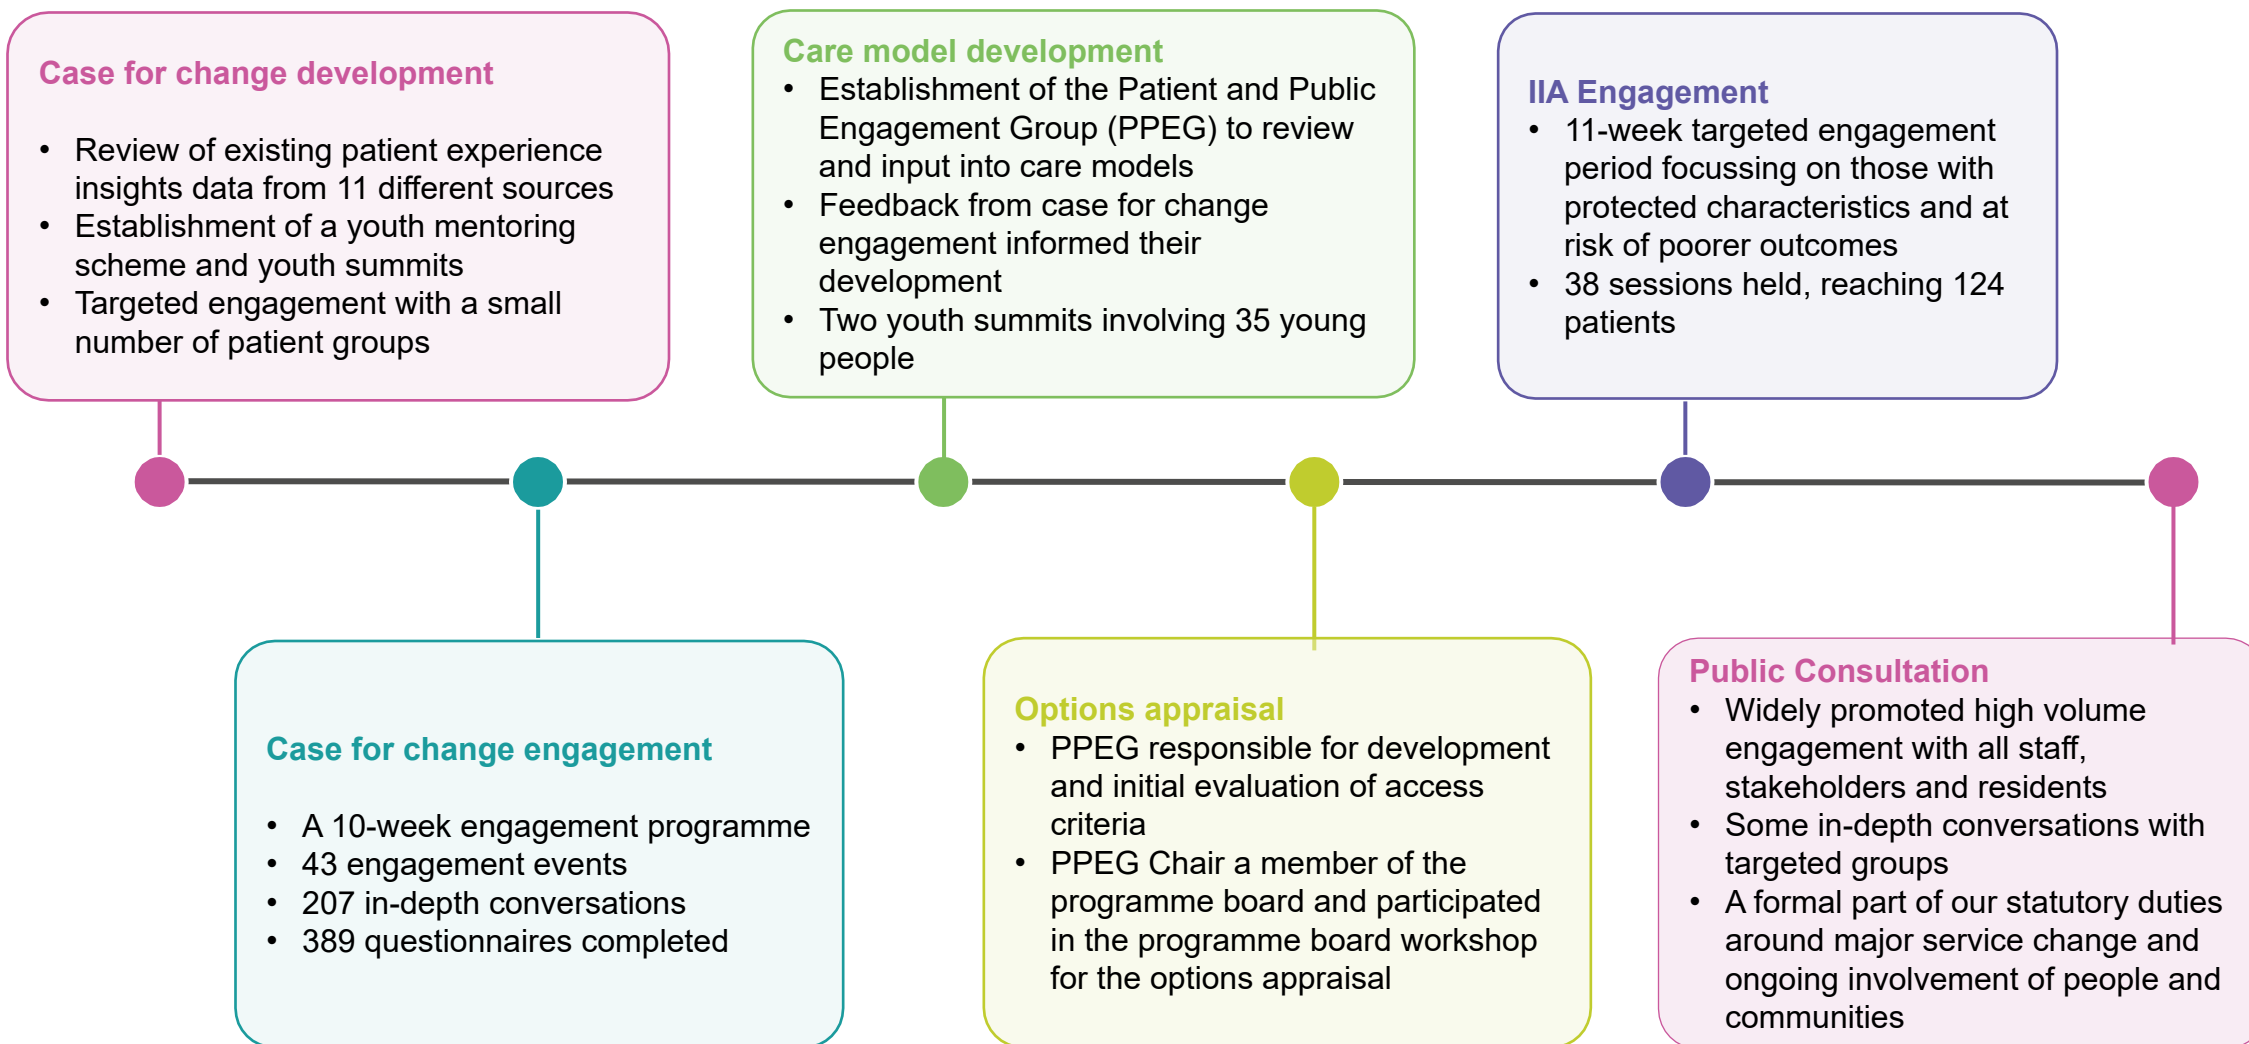 Case for change development
• Review of existing patient experience
insights data from 11 different sources
• Establishment of a youth mentoring
scheme and youth summits
• Targeted engagement with a small
number of patient groups
Case for change engagement
• A 10-week engagement programme
• 43 engagement events
• 207 in-depth conversations
• 389 questionnaires completed
Care model development
• Establishment of the Patient and Public
Engagement Group (PPEG) to review
and input into care models
• Feedback from case for change
engagement informed their
development
• Two youth summits involving 35 young
people
Options appraisal
• PPEG responsible for development
and initial evaluation of access
criteria
• PPEG Chair a member of the
programme board and participated
in the programme board workshop
for the options appraisal
IIA Engagement
• 11-week targeted engagement
period focussing on those with
protected characteristics and at
risk of poorer outcomes
• 38 sessions held, reaching 124
patients
Public Consultation
• Widely promoted high volume
engagement with all staff,
stakeholders and residents
• Some in-depth conversations with
targeted groups
• A formal part of our statutory duties
around major service change and
ongoing involvement of people and
communities